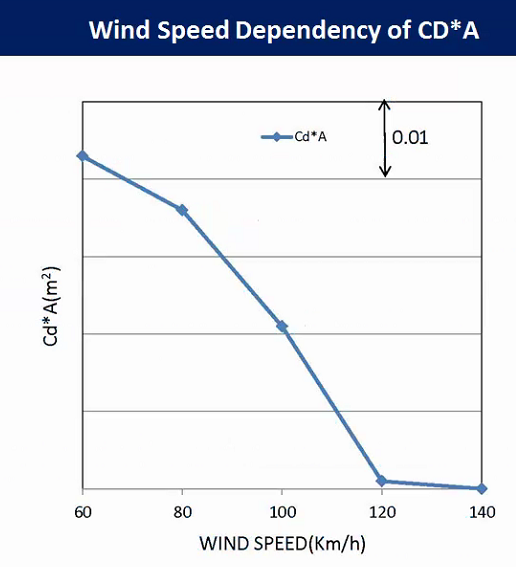 Wind Speed Dependency of CD*A
Cd*A
0.01
Cd*A(m²)
60 80 100 120 140
WIND SPEED(Km/h)